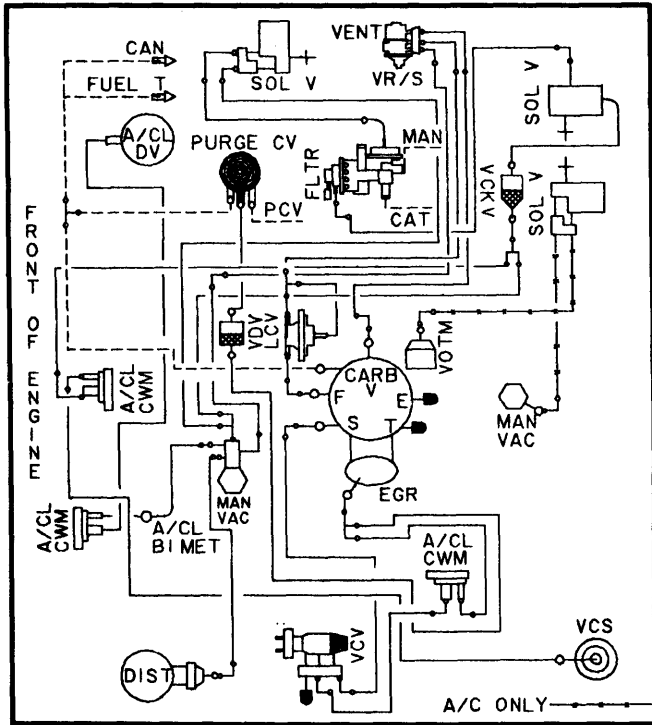 CAN
FUEL T
SOL V
VENT
VR/S
SOL V
A/CL
DV
PURGE CV
FLTR
MAN
VCKV
SOL V
PCV
CAT
FRONT OF ENGINE
VDV
LCV
VOTM
CARB
V
F
E
S
T
A/CL
CWM
MAN
VAC
EGR
MAN
VAC
A/CL
CWM
A/CL
BIMET
A/CL
CWM
VCV
VCS
DIST
A/C ONLY